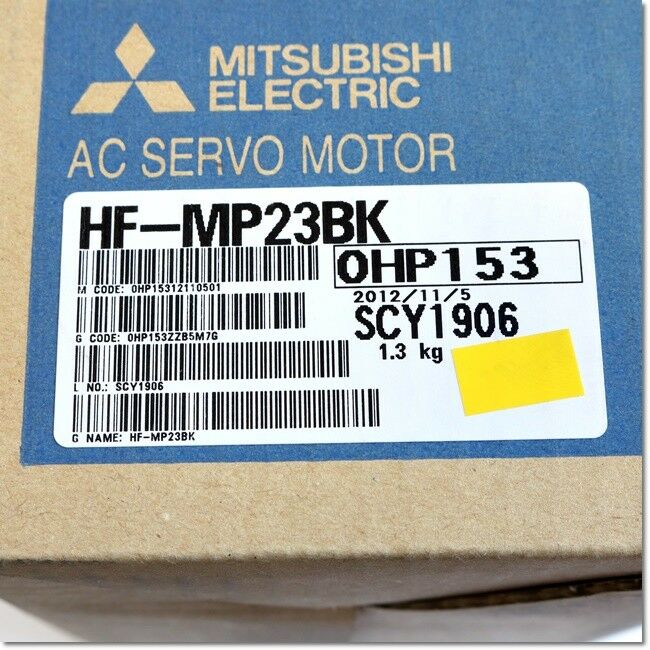 MITSUBISHI
ELECTRIC
AC SERVO MOTOR
HF-MP23BK
0HP153
M CODE: 0HP15312110501
2012/11/5
SCY1906
G CODE: 0HP153ZZB5M7G
1.3 kg
L NO.: SCY1906
G NAME: HF-MP23BK